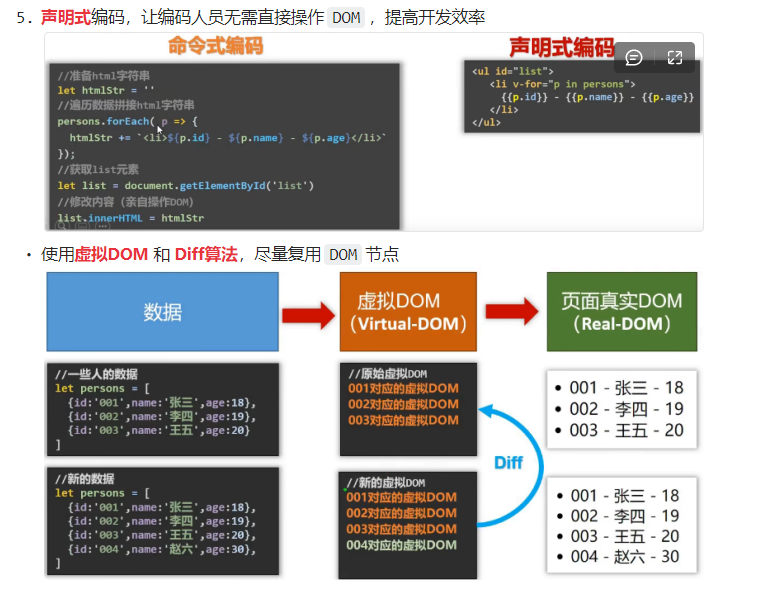 5. 声明式编码，让编码人员无需直接操作 DOM ，提高开发效率
命令式编码
//准备html字符串
let htmlStr = ''
//遍历数据拼接html字符串
persons.forEach( p => {
htmlStr += `<li>${p.id} - ${p.name} - ${p.age}</li>`
});
//获取list元素
let list = document.getElementById('list')
//修改内容（亲自操作DOM）
list.innerHTML = htmlStr
声明式编码
<ul id="list">
<li v-for="p in persons">
{{p.id}} - {{p.name}} - {{p.age}}
</li>
</ul>
• 使用虚拟DOM 和 Diff算法，尽量复用 DOM 节点
数据
虚拟DOM
（Virtual-DOM）
页面真实DOM
（Real-DOM）
//一些人的数据
let persons = [
{id:'001',name:'张三',age:18},
{id:'002',name:'李四',age:19},
{id:'003',name:'王五',age:20}
]
//原始虚拟DOM
001对应的虚拟DOM
002对应的虚拟DOM
003对应的虚拟DOM
• 001 - 张三 - 18
• 002 - 李四 - 19
• 003 - 王五 - 20
Diff
//新的数据
let persons = [
{id:'001',name:'张三',age:18},
{id:'002',name:'李四',age:19},
{id:'003',name:'王五',age:20},
{id:'004',name:'赵六',age:30},
]
//新的虚拟DOM
001对应的虚拟DOM
002对应的虚拟DOM
003对应的虚拟DOM
004对应的虚拟DOM
• 001 - 张三 - 18
• 002 - 李四 - 19
• 003 - 王五 - 20
• 004 - 赵六 - 30